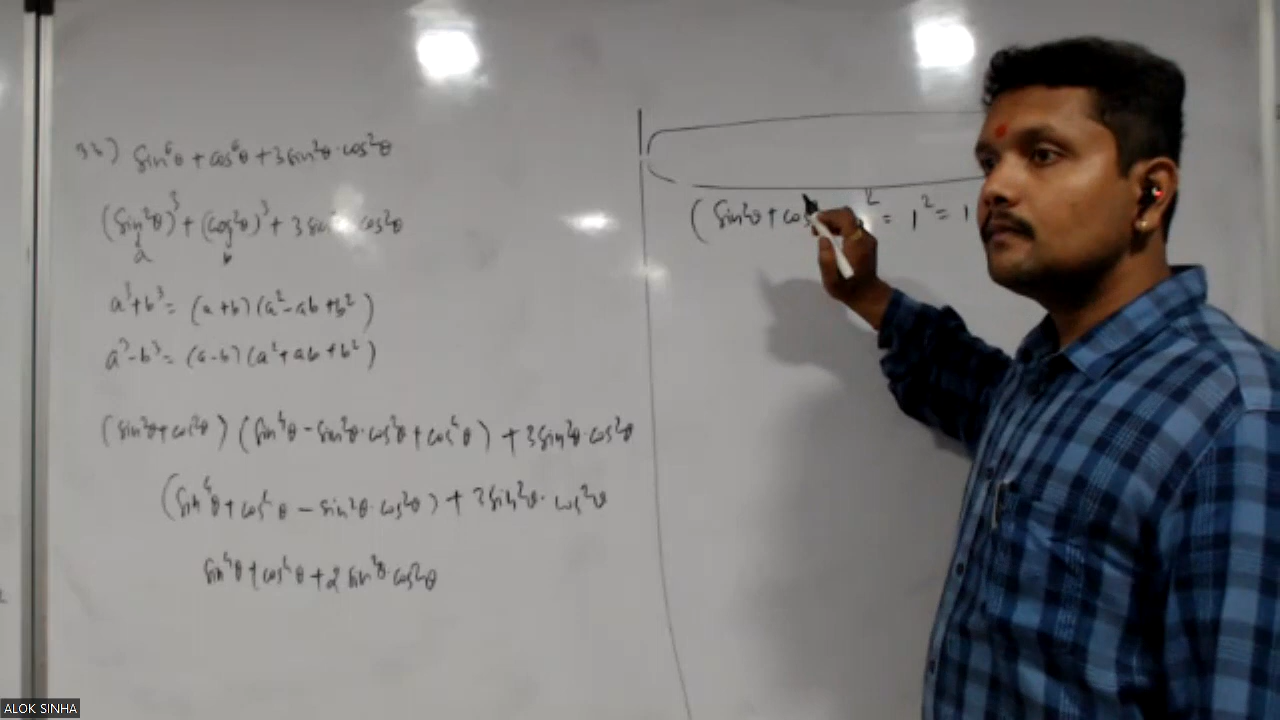 sin⁶θ + cos⁶θ + 3sin²θ·cos²θ
(sin²θ)³ + (cos²θ)³ + 3 cos²θ
a b
a³+b³ = (a+b)(a²-ab+b²)
a³-b³ = (a-b)(a²+ab+b²)
(sin²θ+cos²θ)(sin⁴θ - sin²θ·cos²θ + cos⁴θ) + 3sin²θ·cos²θ
(sin⁴θ + cos⁴θ - sin²θ·cos²θ) + 3sin²θ·cos²θ
sin⁴θ + cos⁴θ + 2 sin²θ·cos²θ
(sin²θ + cos ² = 1² = 1
ALOK SINHA